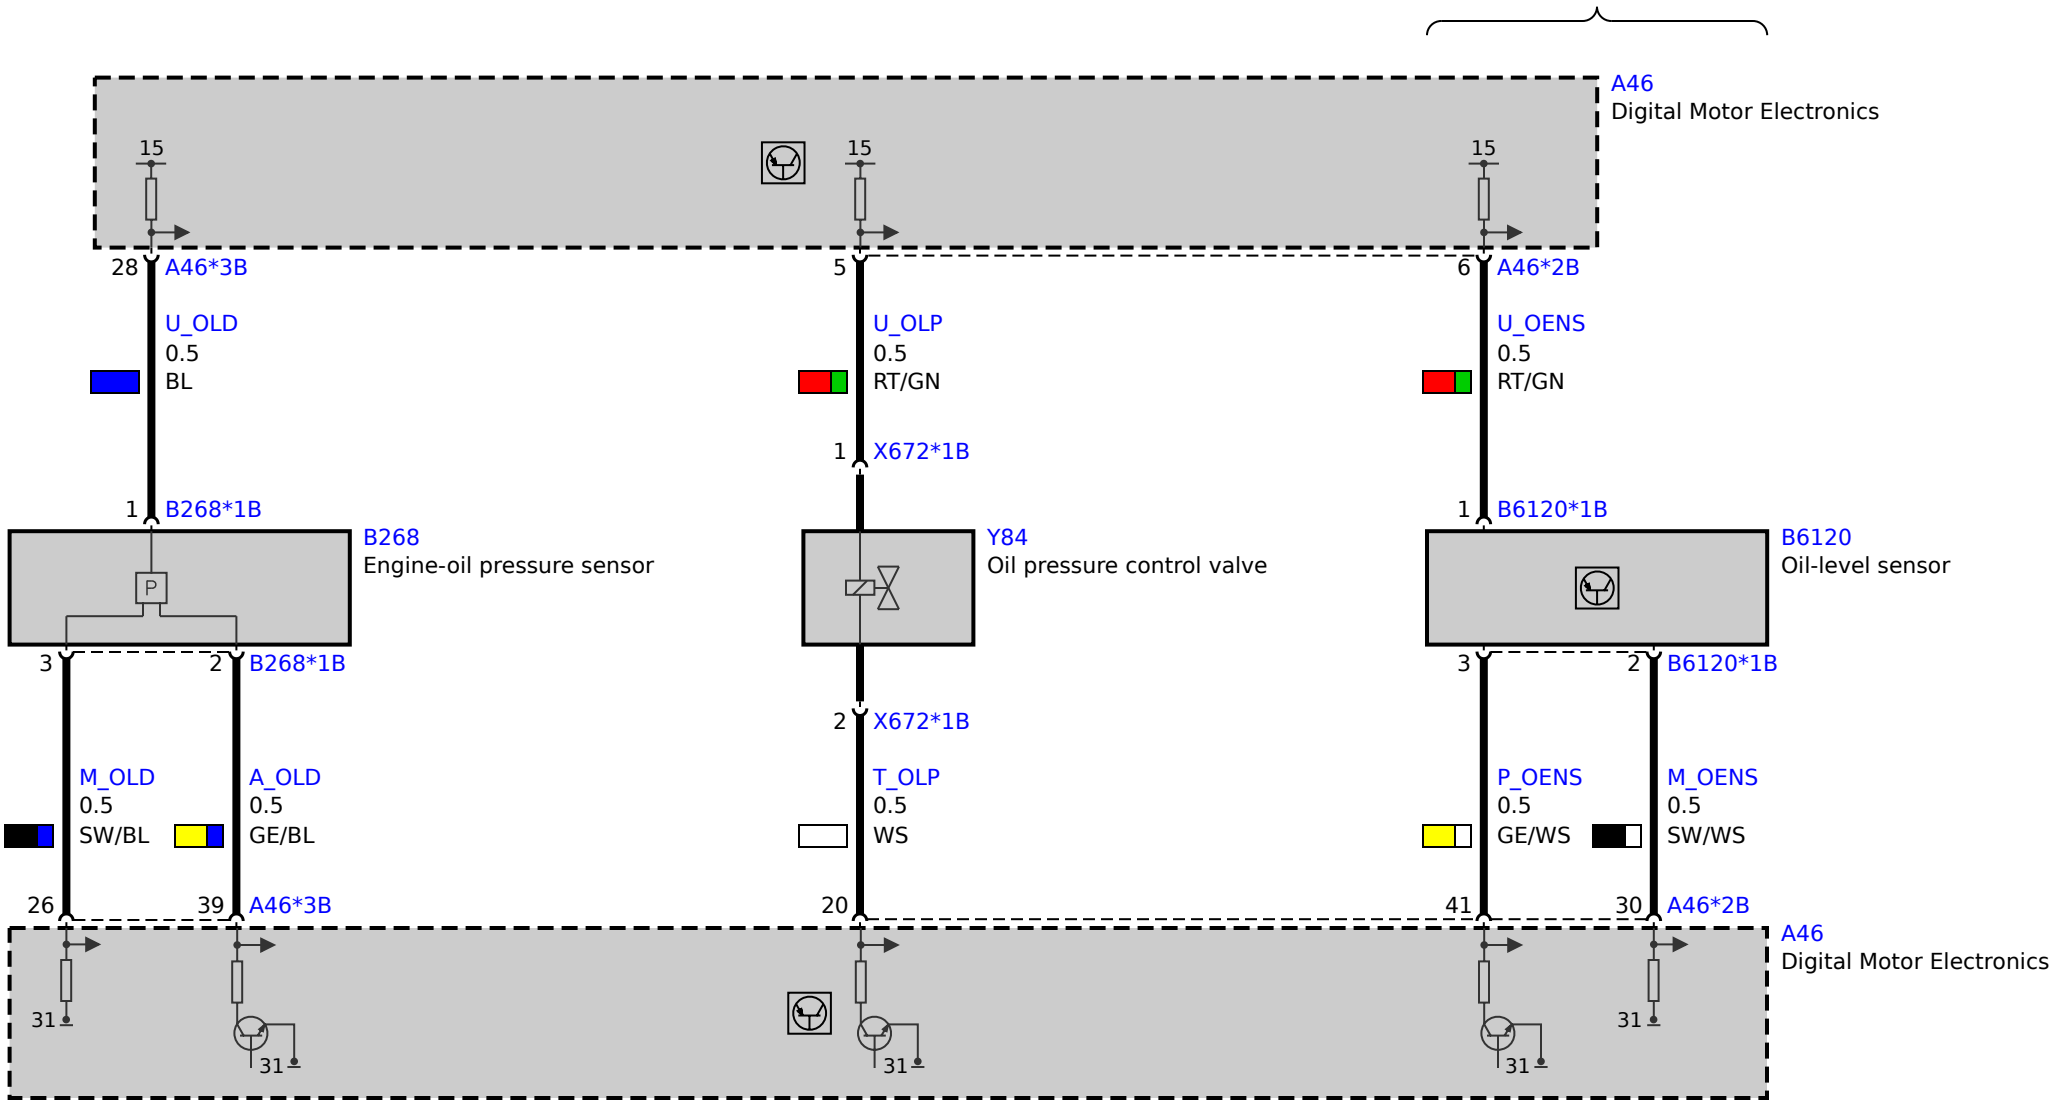 A46
Digital Motor Electronics
15
15
15
28 A46*3B
5
6 A46*2B
U_OLD
0.5
BL
U_OLP
0.5
RT/GN
U_OENS
0.5
RT/GN
1 X672*1B
1 B268*1B
1 B6120*1B
B268
Engine-oil pressure sensor
P
Y84
Oil pressure control valve
B6120
Oil-level sensor
3
2 B268*1B
3
2 B6120*1B
2 X672*1B
M_OLD
0.5
SW/BL
A_OLD
0.5
GE/BL
T_OLP
0.5
WS
P_OENS
0.5
GE/WS
M_OENS
0.5
SW/WS
26
39 A46*3B
20
41
30 A46*2B
A46
Digital Motor Electronics
31
31
31
31
31